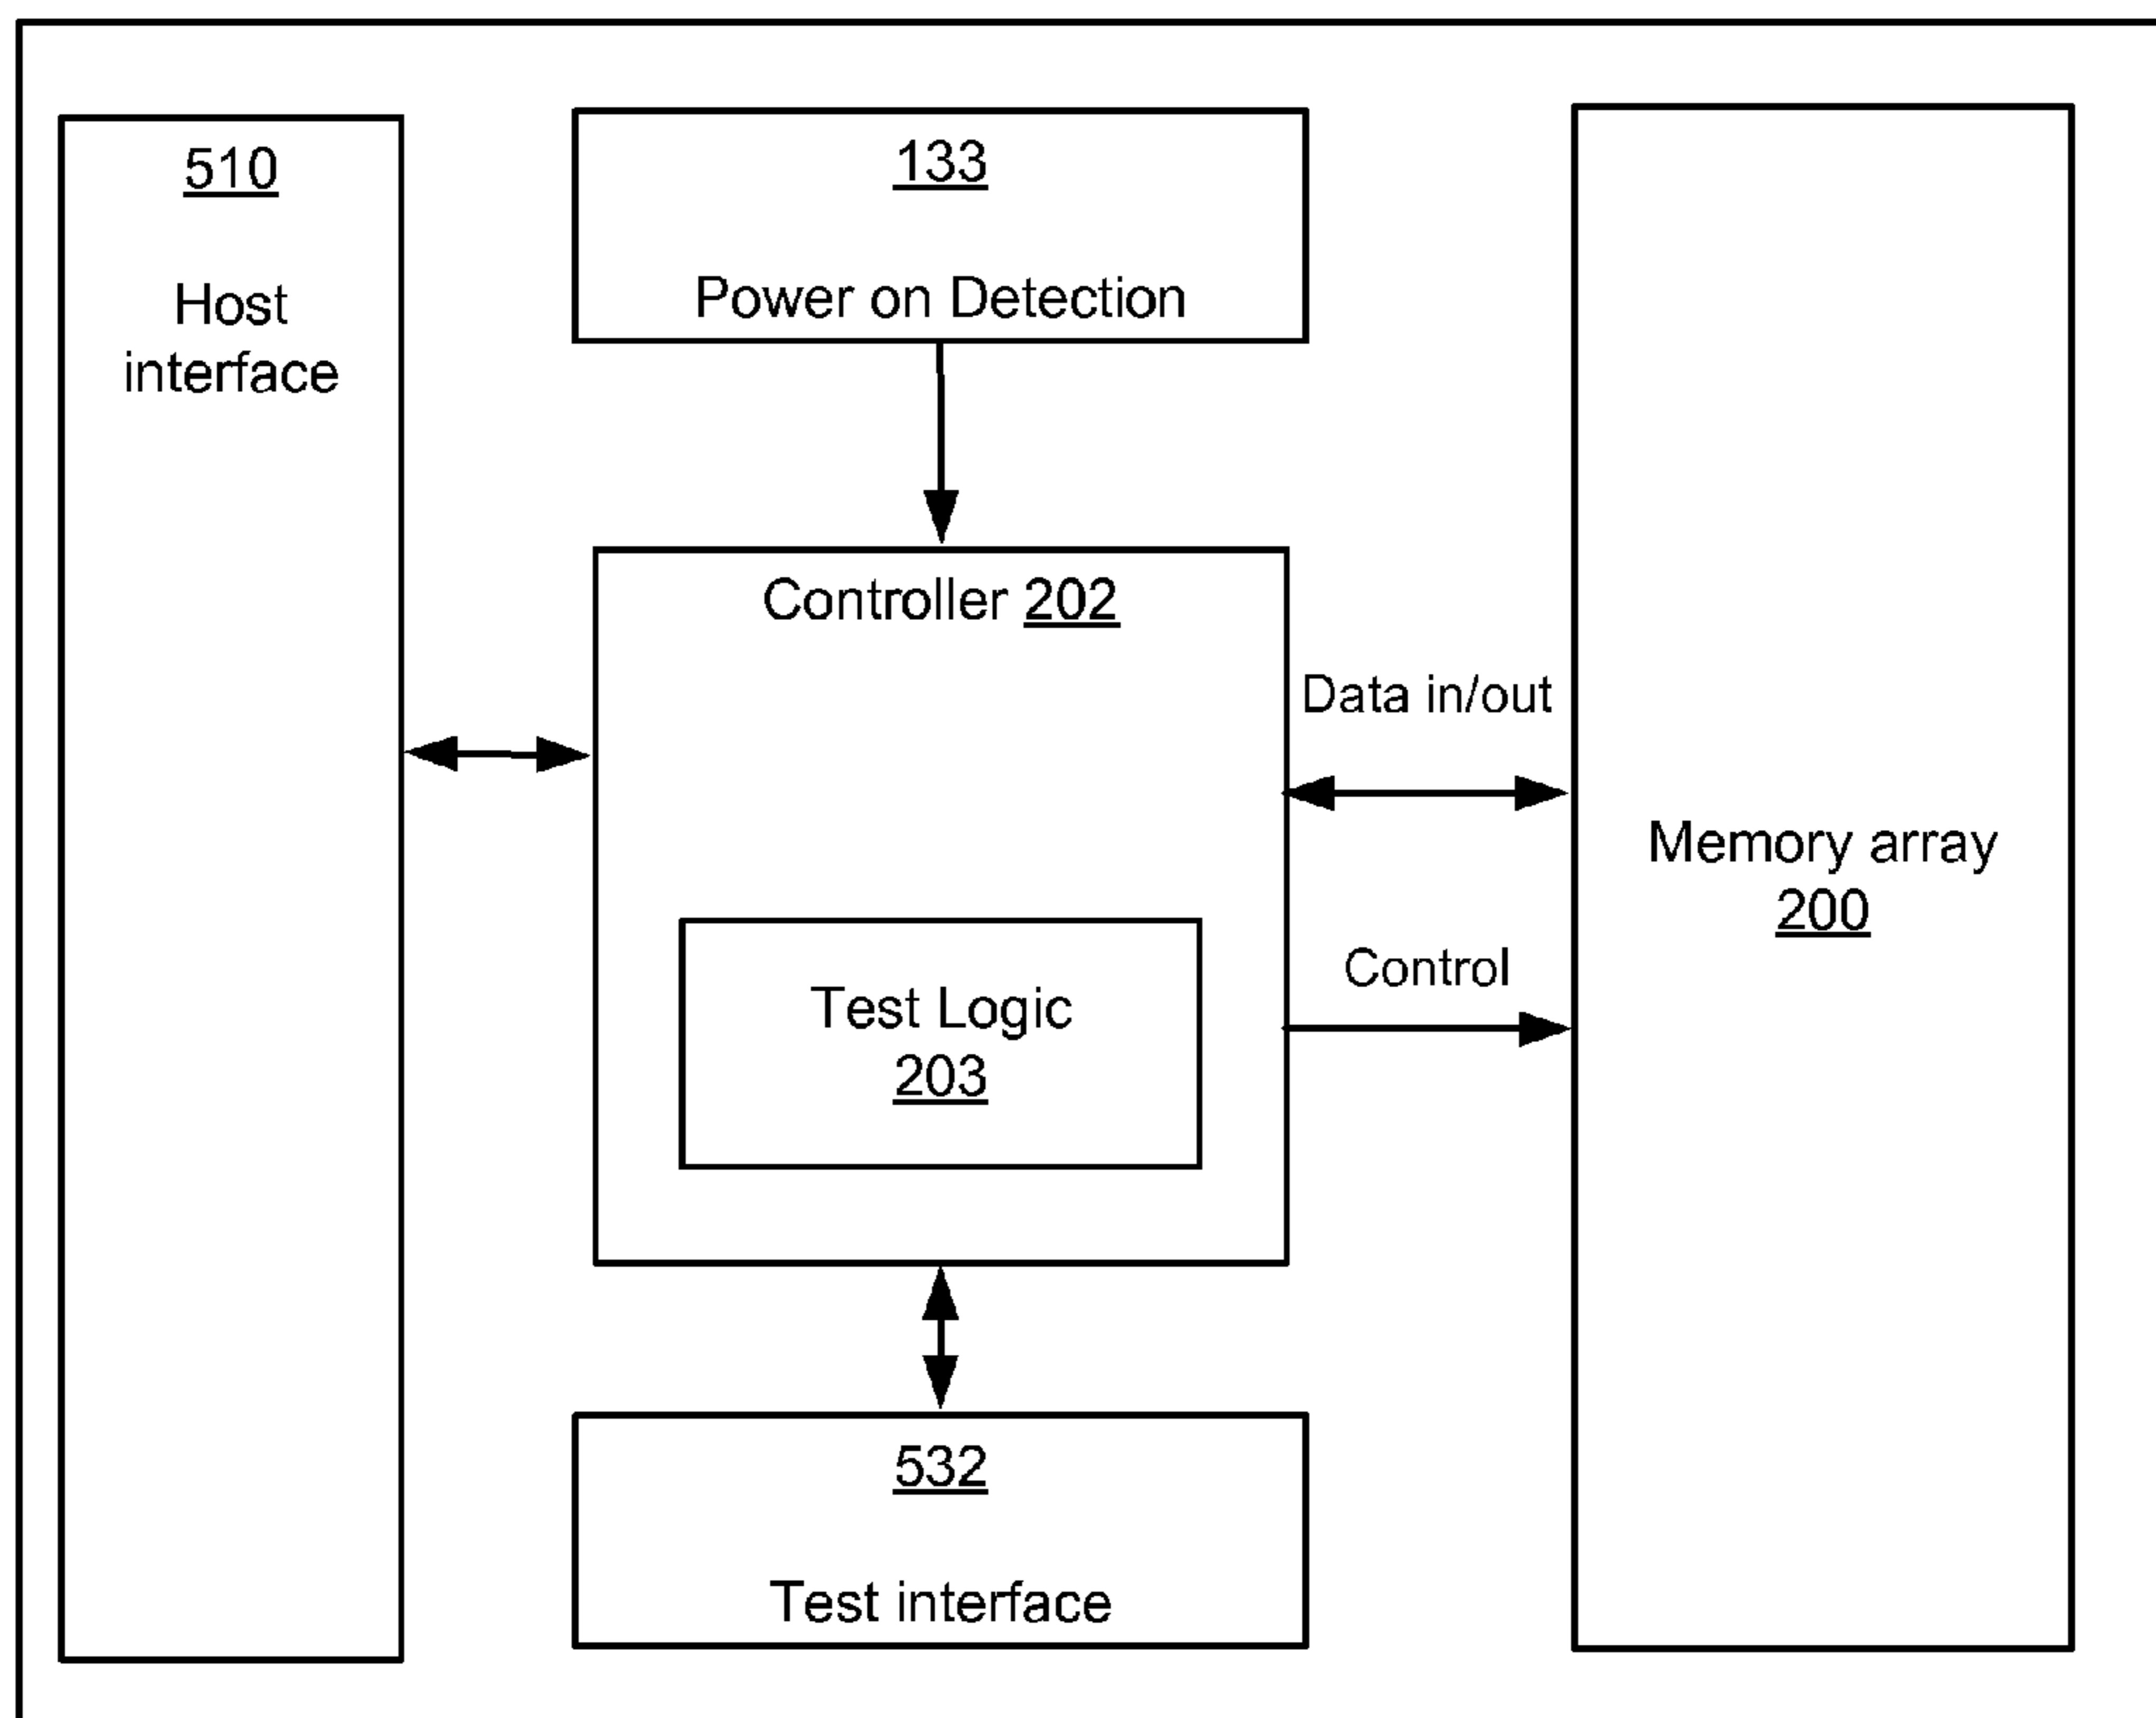 510
Host
interface
133
Power on Detection
Controller 202
Data in/out
Memory array
200
Control
Test Logic
203
532
Test interface